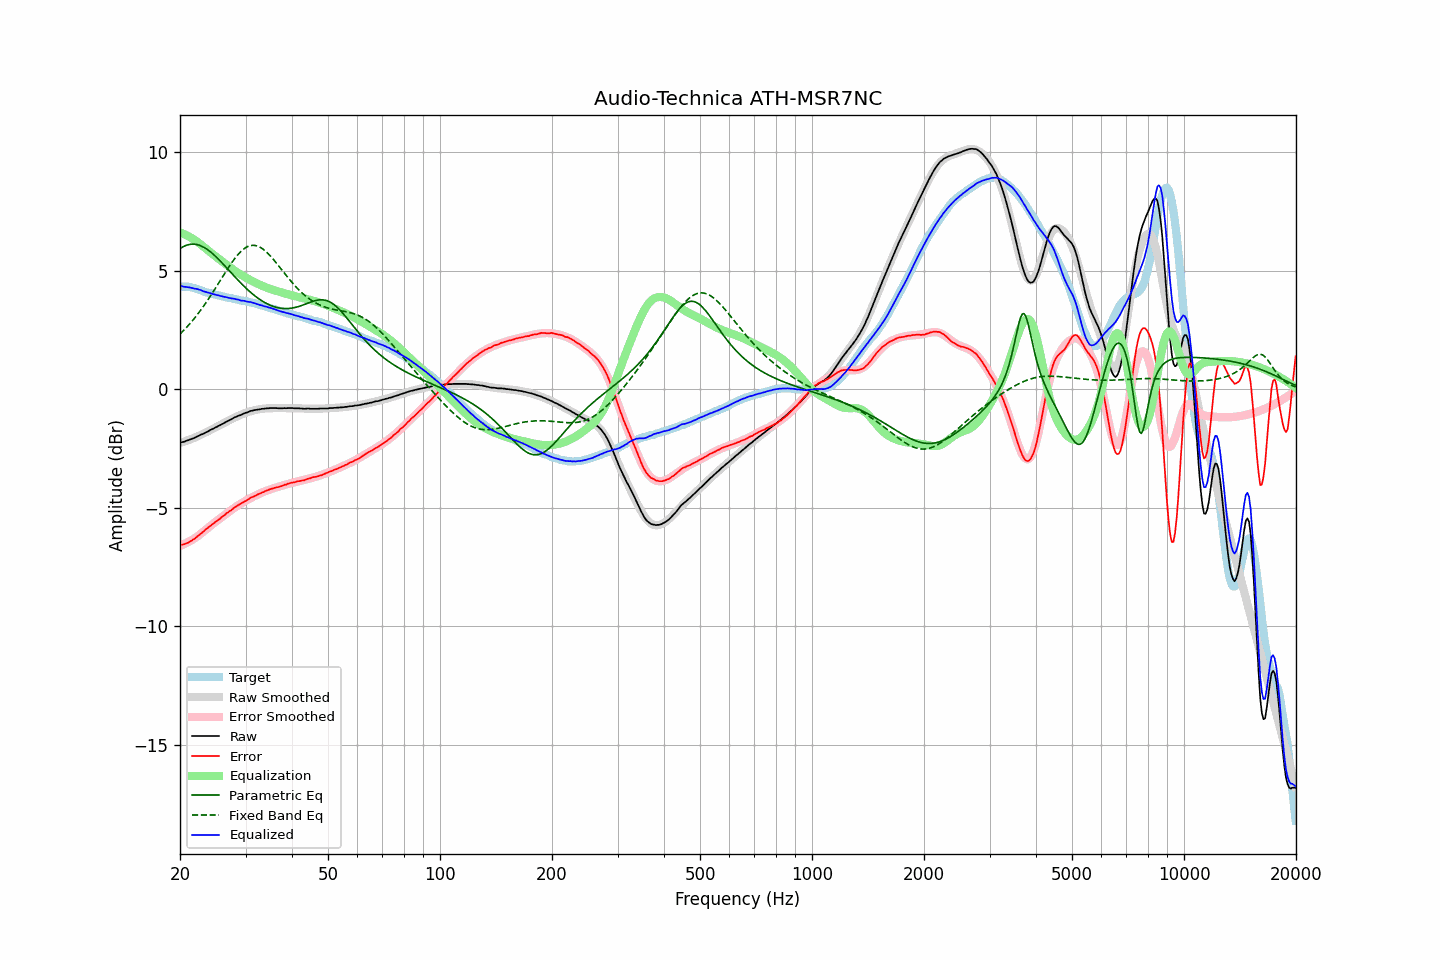 Audio-Technica ATH-MSR7NC
Amplitude (dBr)
10
5
0
−5
−10
−15
Target
Raw Smoothed
Error Smoothed
Raw
Error
Equalization
Parametric Eq
Fixed Band Eq
Equalized
20 50 100 200 500 1000 2000 5000 10000 20000
Frequency (Hz)